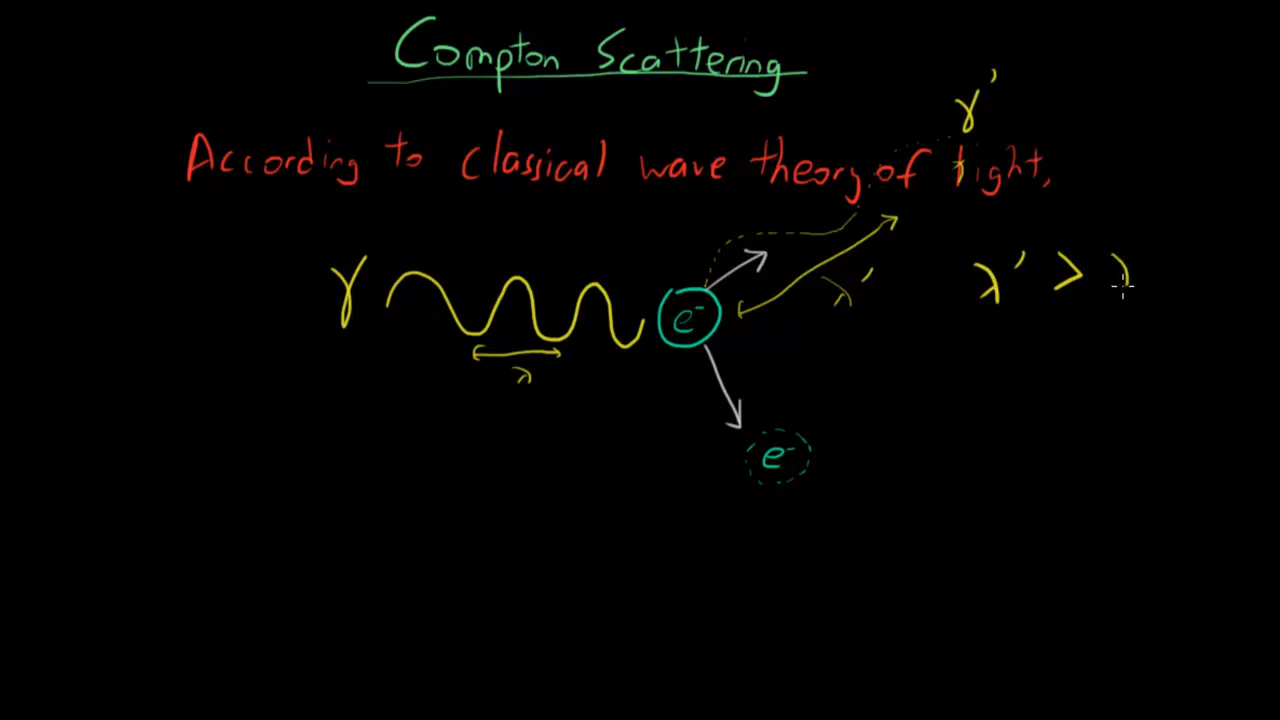 Compton Scattering
γ'
According to classical wave theory of light,
γ
λ' > λ
λ'
e⁻
λ
e⁻